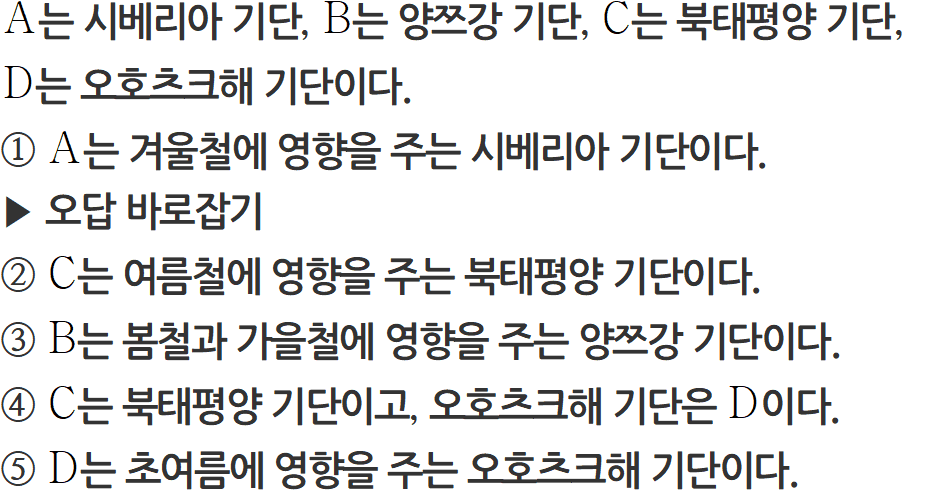 A는 시베리아 기단, B는 양쯔강 기단, C는 북태평양 기단,
D는 오호츠크해 기단이다.
① A는 겨울철에 영향을 주는 시베리아 기단이다.
▶ 오답 바로잡기
② C는 여름철에 영향을 주는 북태평양 기단이다.
③ B는 봄철과 가을철에 영향을 주는 양쯔강 기단이다.
④ C는 북태평양 기단이고, 오호츠크해 기단은 D이다.
⑤ D는 초여름에 영향을 주는 오호츠크해 기단이다.